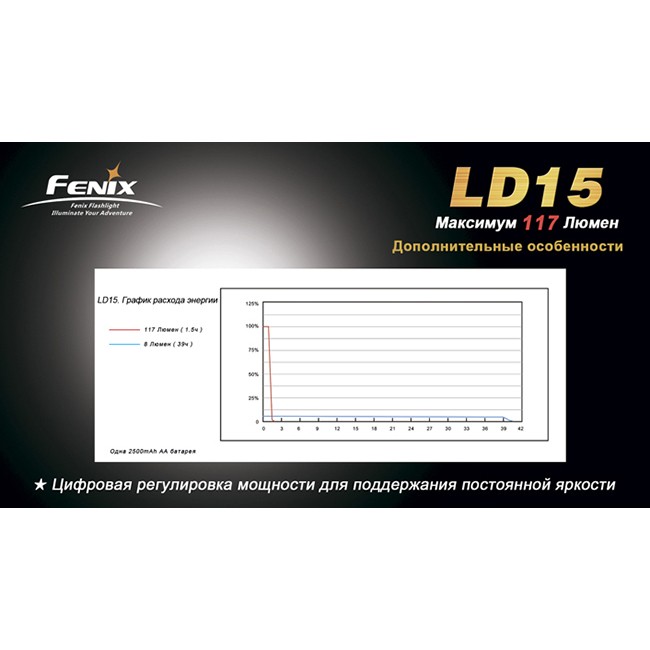 FENIX
Fenix Flashlight
Illuminate Your Adventure
LD15
Максимум 117 Люмен
Дополнительные особенности
LD15. График расхода энергии
117 Люмен ( 1.5ч )
8 Люмен ( 39ч )
125%
100%
75%
50%
25%
0 3 6 9 12 15 18 21 24 27 30 33 36 39 42
Одна 2500mAh AA батарея
★ Цифровая регулировка мощности для поддержания постоянной яркости